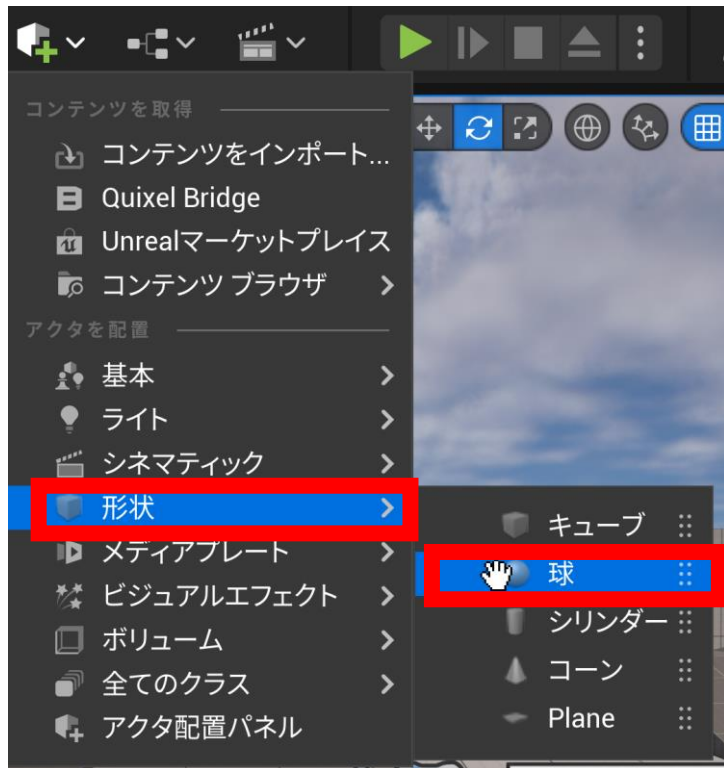 コンテンツを取得
コンテンツをインポート...
Quixel Bridge
Unrealマーケットプレイス
コンテンツ ブラウザ
アクタを配置
基本
ライト
シネマティック
形状
メディアプレート
ビジュアルエフェクト
ボリューム
全てのクラス
アクタ配置パネル
キューブ
球
シリンダー
コーン
Plane